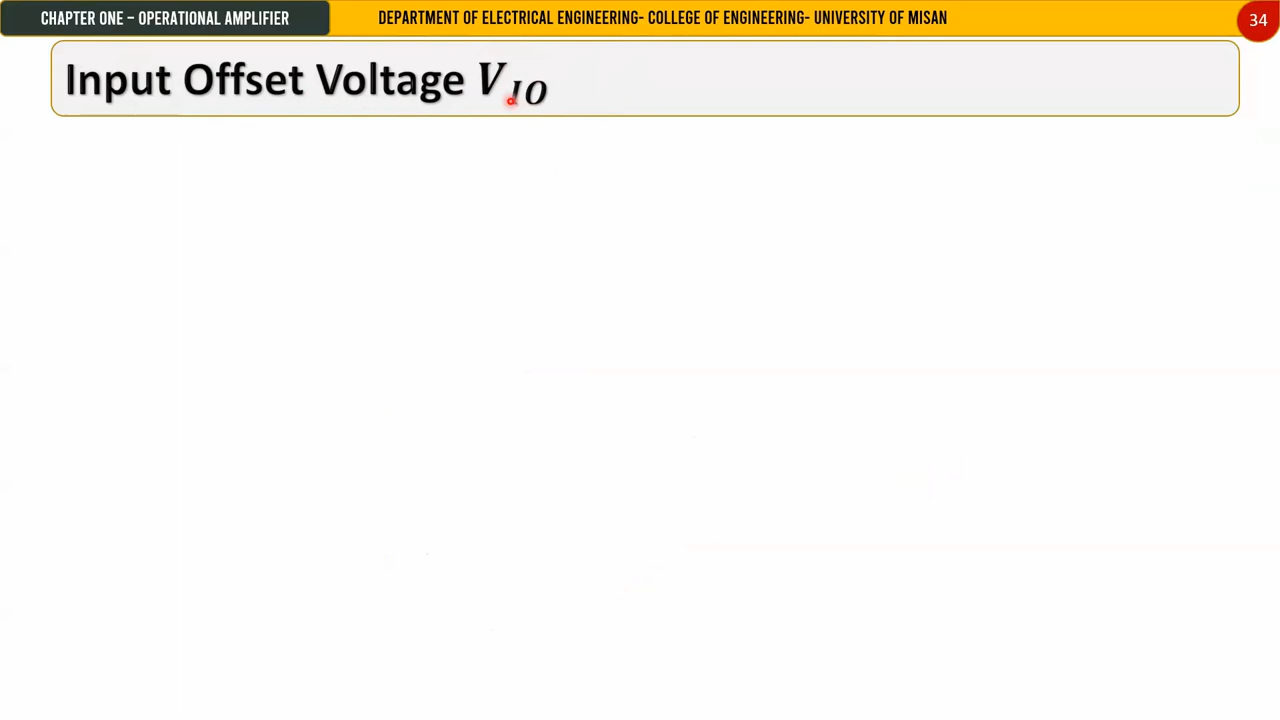 CHAPTER ONE – OPERATIONAL AMPLIFIER
DEPARTMENT OF ELECTRICAL ENGINEERING- COLLEGE OF ENGINEERING- UNIVERSITY OF MISAN
34
Input Offset Voltage V_IO